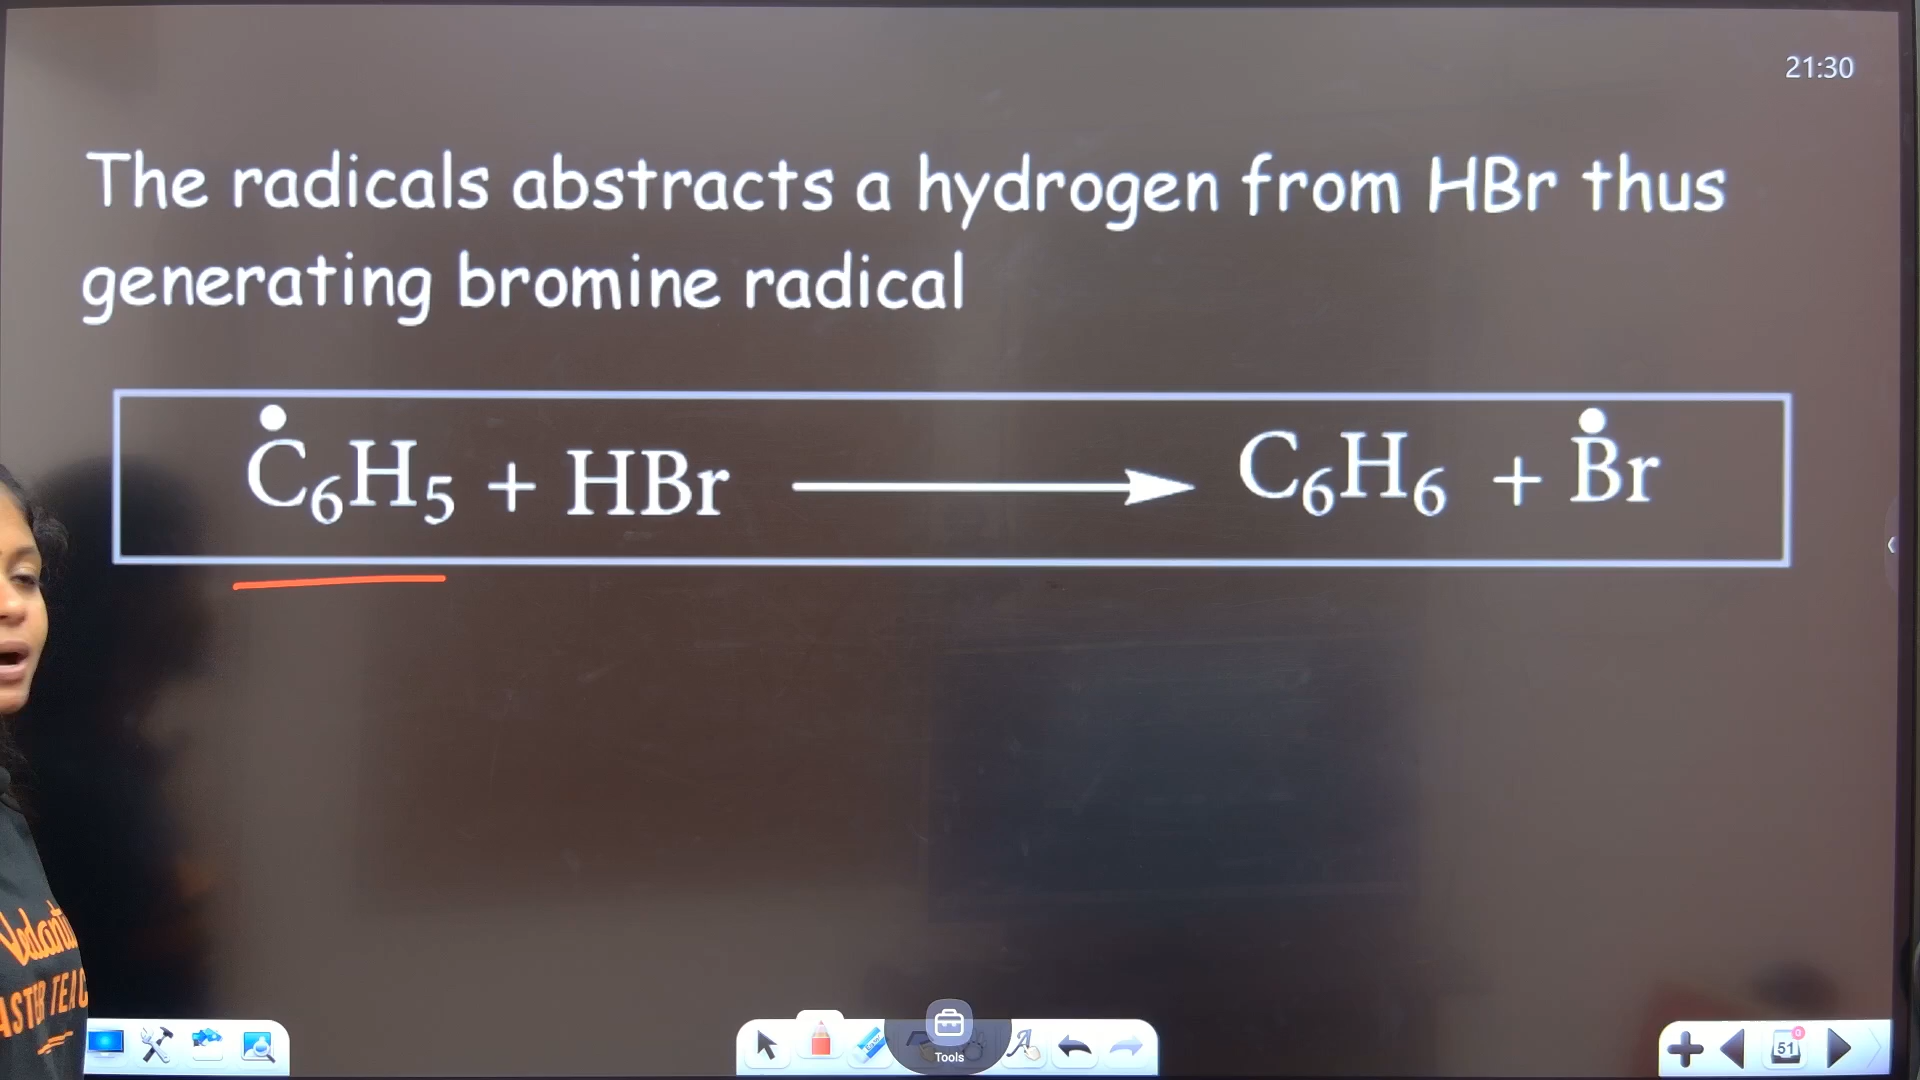 21:30
The radicals abstracts a hydrogen from HBr thus
generating bromine radical
Ċ₆H₅ + HBr ⟶ C₆H₆ + Ḃr
Tools
51